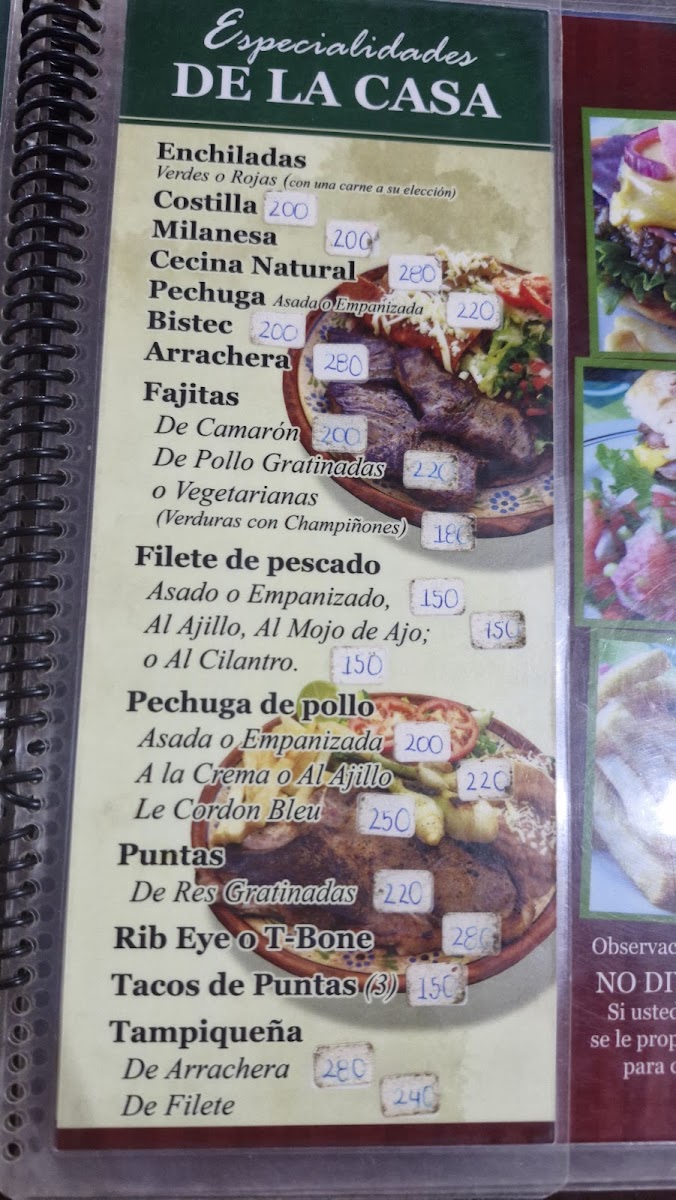 Especialidades
DE LA CASA
Enchiladas
Verdes o Rojas (con una carne a su elección)
Costilla 200
Milanesa 200
Cecina Natural 280
Pechuga Asada o Empanizada 220
Bistec 200
Arrachera 280
Fajitas
De Camarón 200
De Pollo Gratinadas 220
o Vegetarianas
(Verduras con Champiñones) 180
Filete de pescado
Asado o Empanizado, 150
Al Ajillo, Al Mojo de Ajo; 150
o Al Cilantro. 150
Pechuga de pollo
Asada o Empanizada 200
A la Crema o Al Ajillo 220
Le Cordon Bleu 250
Puntas
De Res Gratinadas 220
Rib Eye o T-Bone 280
Tacos de Puntas (3) 150
Tampiqueña
De Arrachera 280
De Filete 240
Observac
NO DI
Si usted
se le prop
para